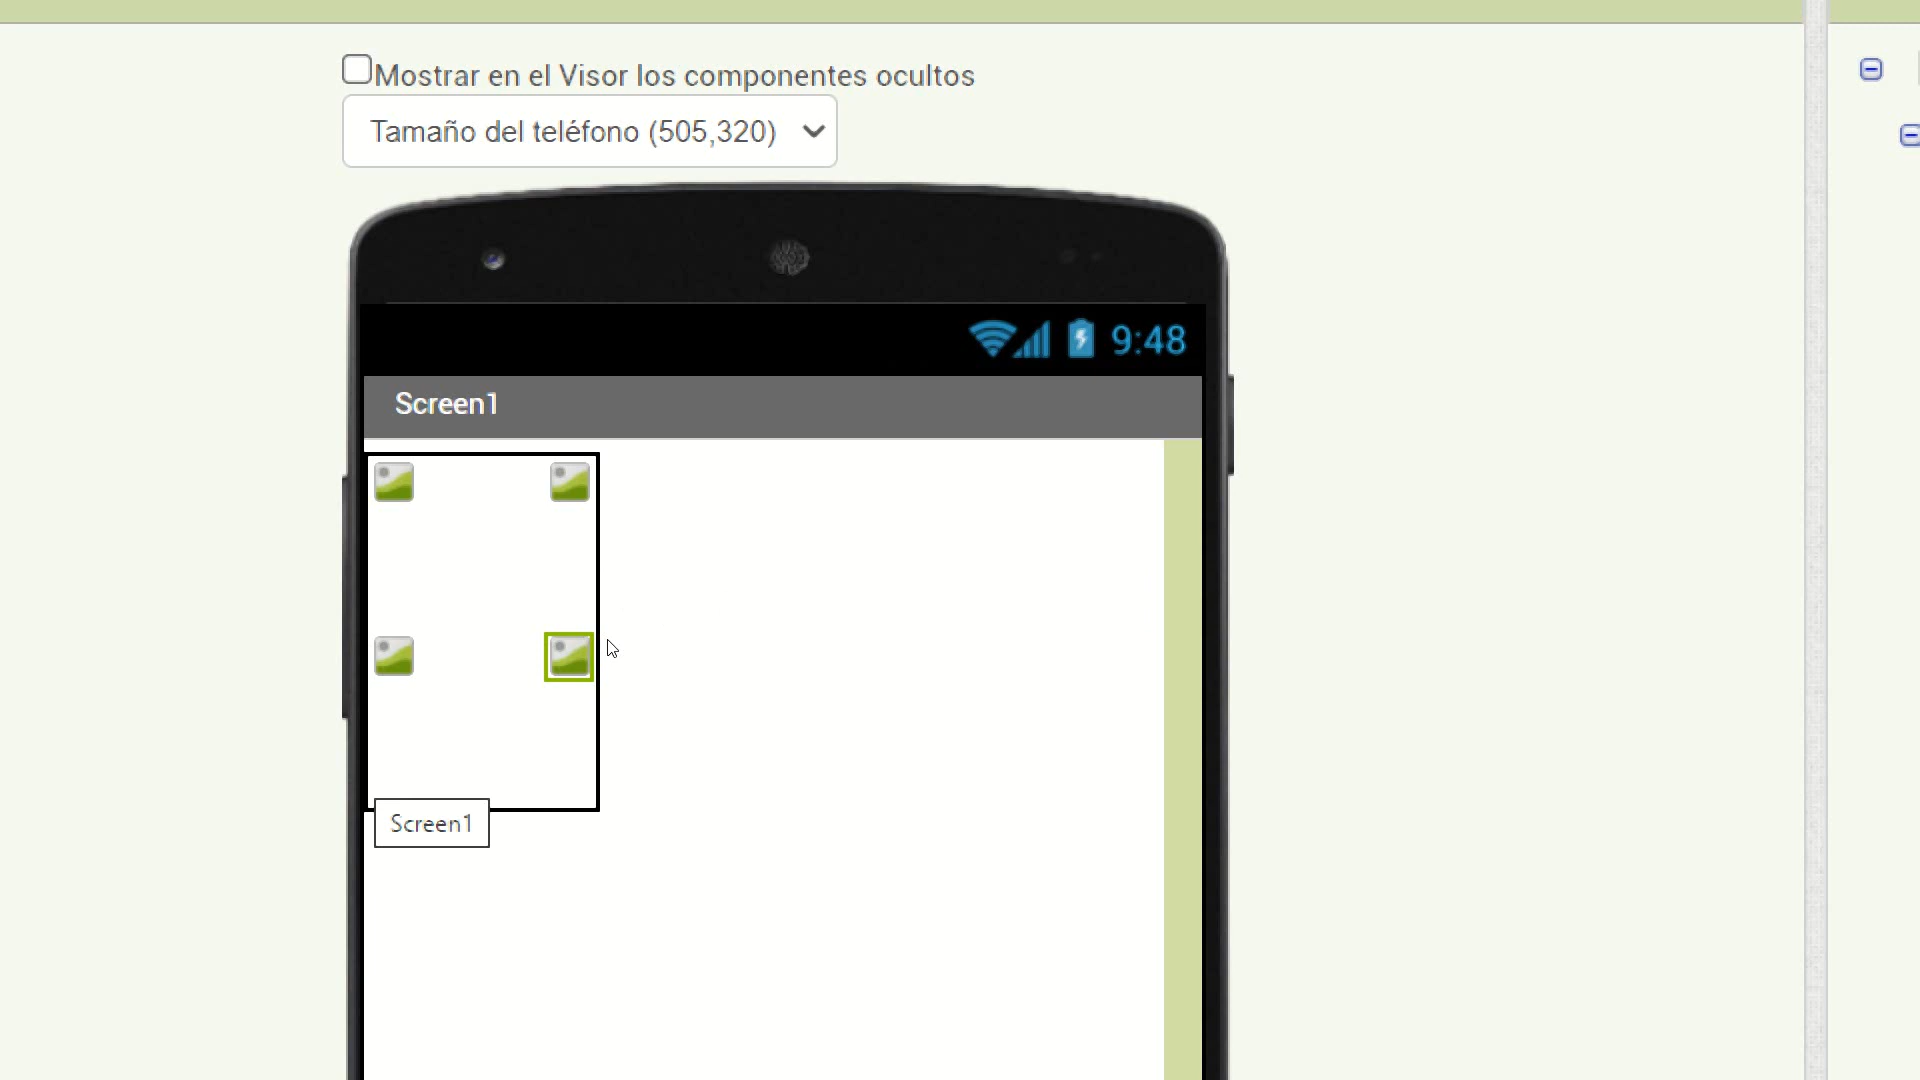 Mostrar en el Visor los componentes ocultos
Tamaño del teléfono (505,320)
9:48
Screen1
Screen1